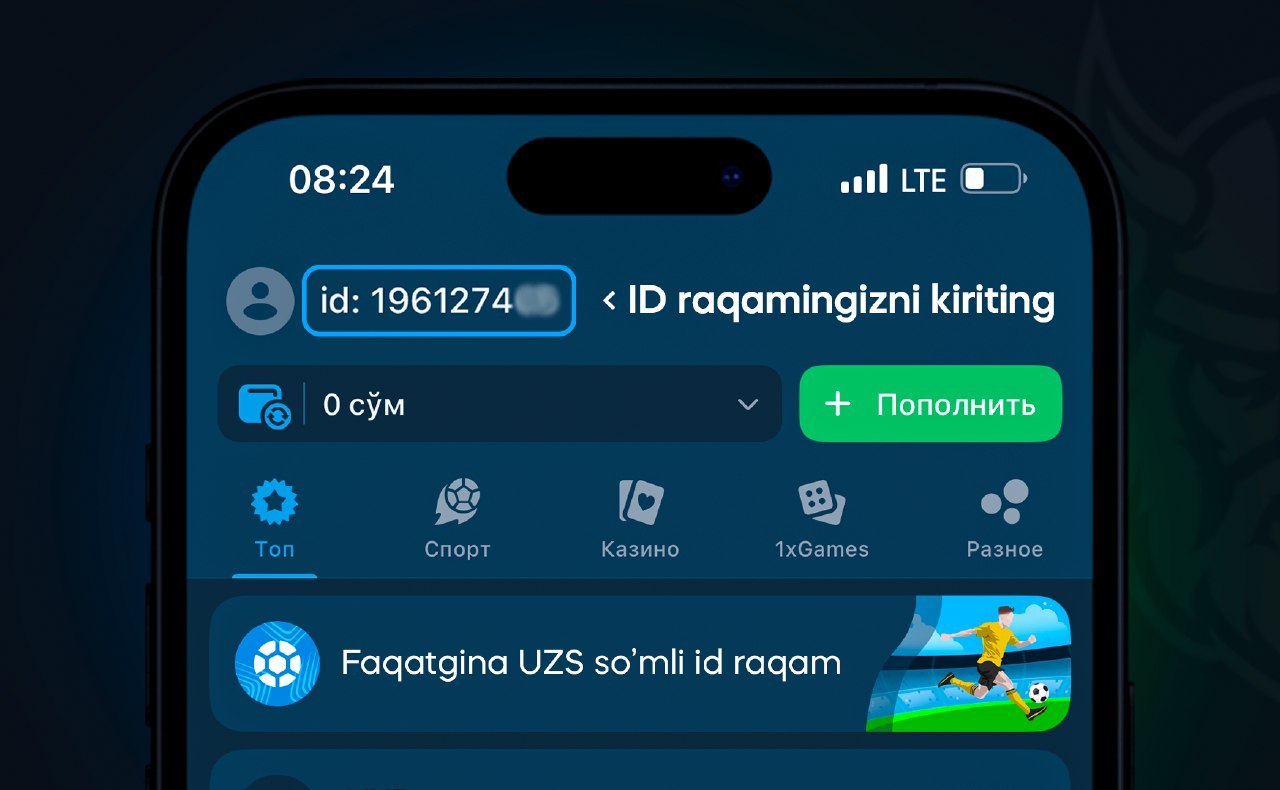 08:24 LTE
id: 1961274 < ID raqamingizni kiriting
0 сўм + Пополнить
Топ Спорт Казино 1xGames Разное
Faqatgina UZS so’mli id raqam